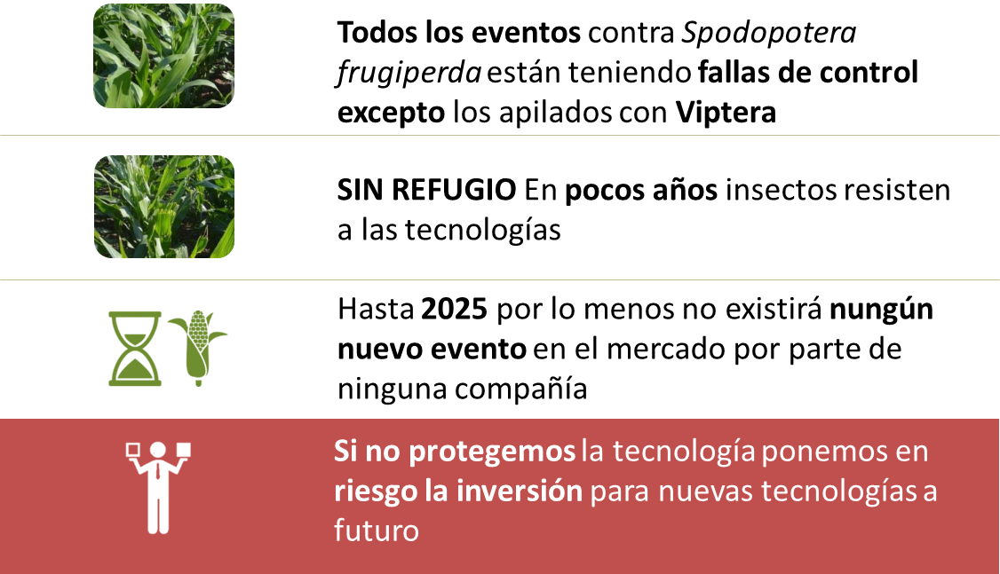 Todos los eventos contra Spodopotera
frugiperda están teniendo fallas de control
excepto los apilados con Viptera
SIN REFUGIO En pocos años insectos resisten
a las tecnologías
Hasta 2025 por lo menos no existirá nungún
nuevo evento en el mercado por parte de
ninguna compañía
Si no protegemos la tecnología ponemos en
riesgo la inversión para nuevas tecnologías a
futuro